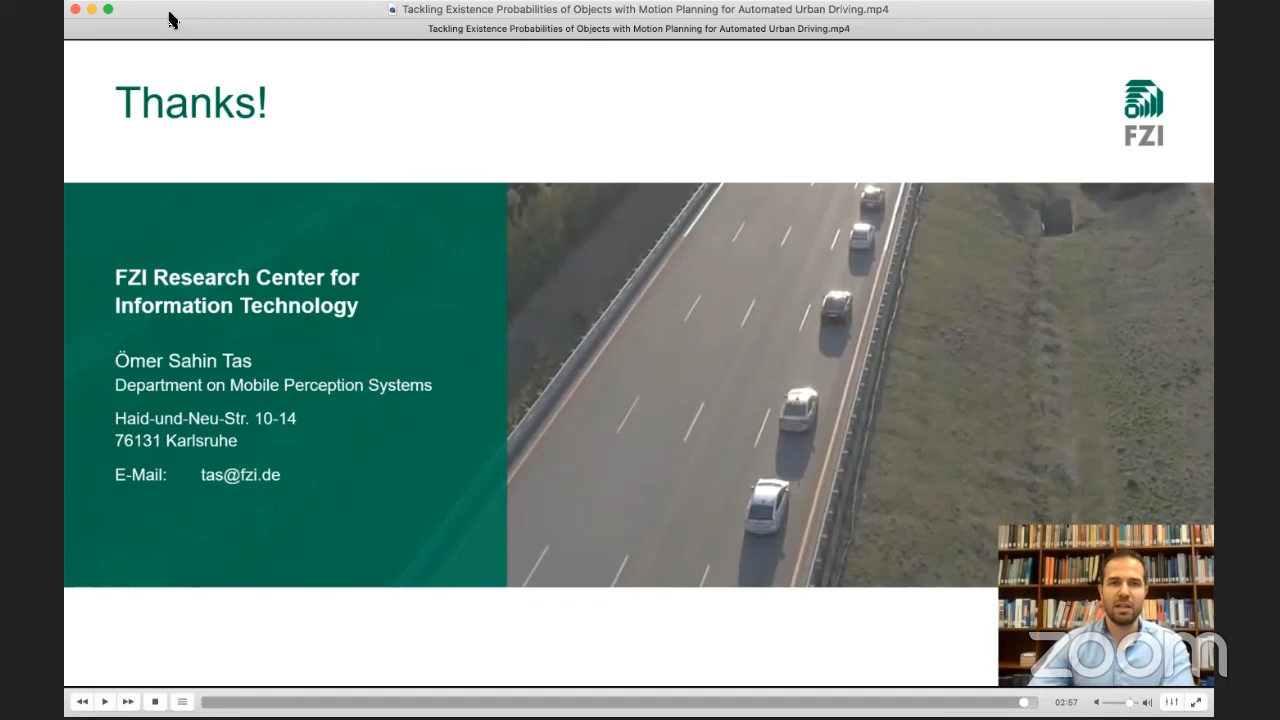 Tackling Existence Probabilities of Objects with Motion Planning for Automated Urban Driving.mp4
Tackling Existence Probabilities of Objects with Motion Planning for Automated Urban Driving.mp4
Thanks!
FZI
FZI Research Center for
Information Technology
Ömer Sahin Tas
Department on Mobile Perception Systems
Haid-und-Neu-Str. 10-14
76131 Karlsruhe
E-Mail: tas@fzi.de
zoom
02:57